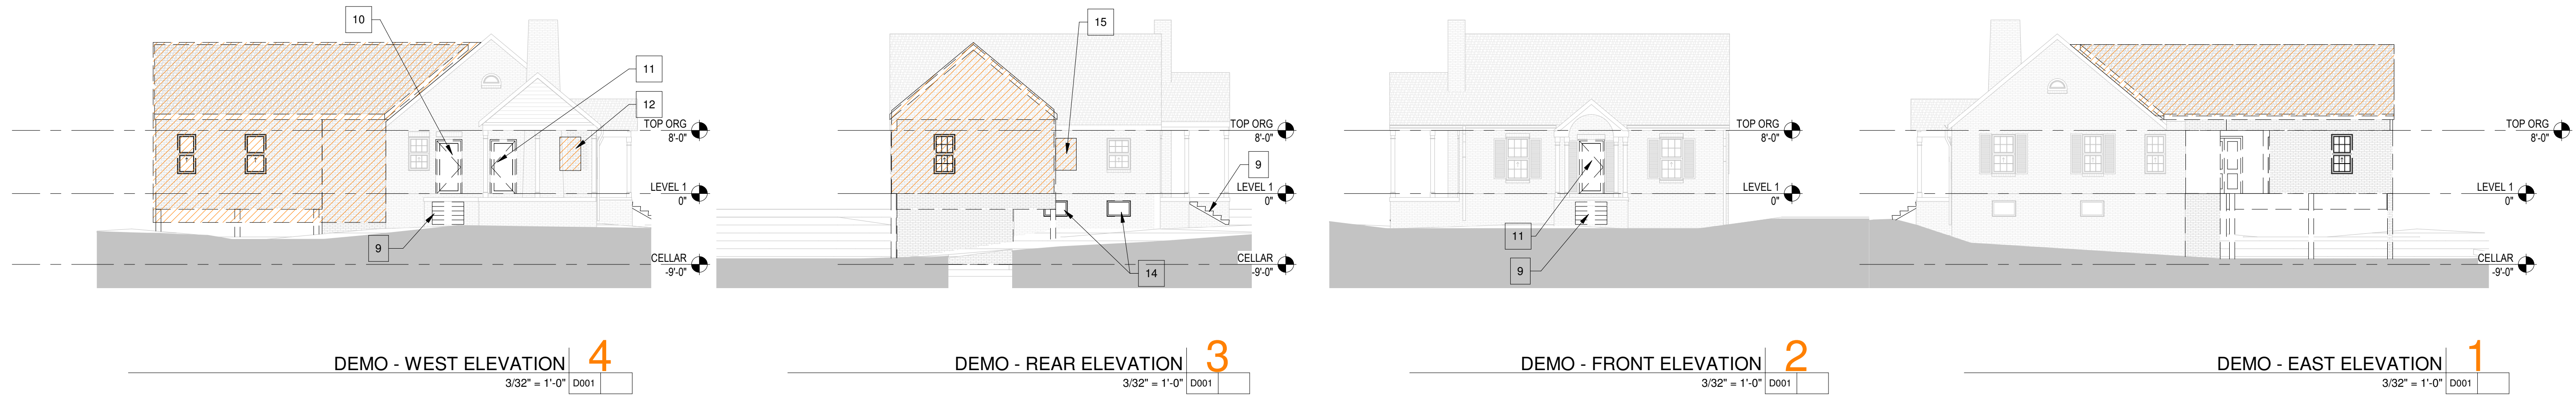 10
11
12
TOP ORG
8'-0"
LEVEL 1
0"
9
CELLAR
-9'-0"
DEMO - WEST ELEVATION
4
3/32" = 1'-0"
D001
15
TOP ORG
8'-0"
9
LEVEL 1
0"
14
CELLAR
-9'-0"
DEMO - REAR ELEVATION
3
3/32" = 1'-0"
D001
TOP ORG
8'-0"
LEVEL 1
0"
11
9
CELLAR
-9'-0"
DEMO - FRONT ELEVATION
2
3/32" = 1'-0"
D001
TOP ORG
8'-0"
LEVEL 1
0"
CELLAR
-9'-0"
DEMO - EAST ELEVATION
1
3/32" = 1'-0"
D001